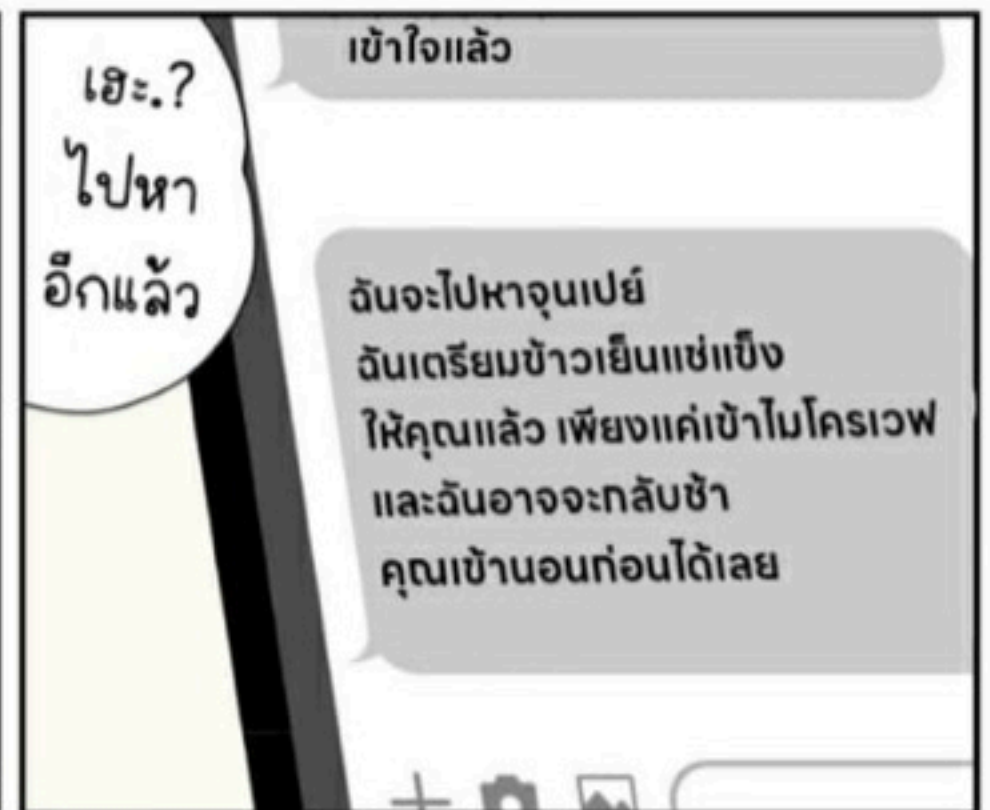 เฮะ.?
ไปหา
อีกแล้ว
เข้าใจแล้ว
ฉันจะไปหาจุนเปย์
ฉันเตรียมข้าวเย็นแช่แข็ง
ให้คุณแล้ว เพียงแค่เข้าไมโครเวฟ
และฉันอาจจะกลับช้า
คุณเข้านอนก่อนได้เลย